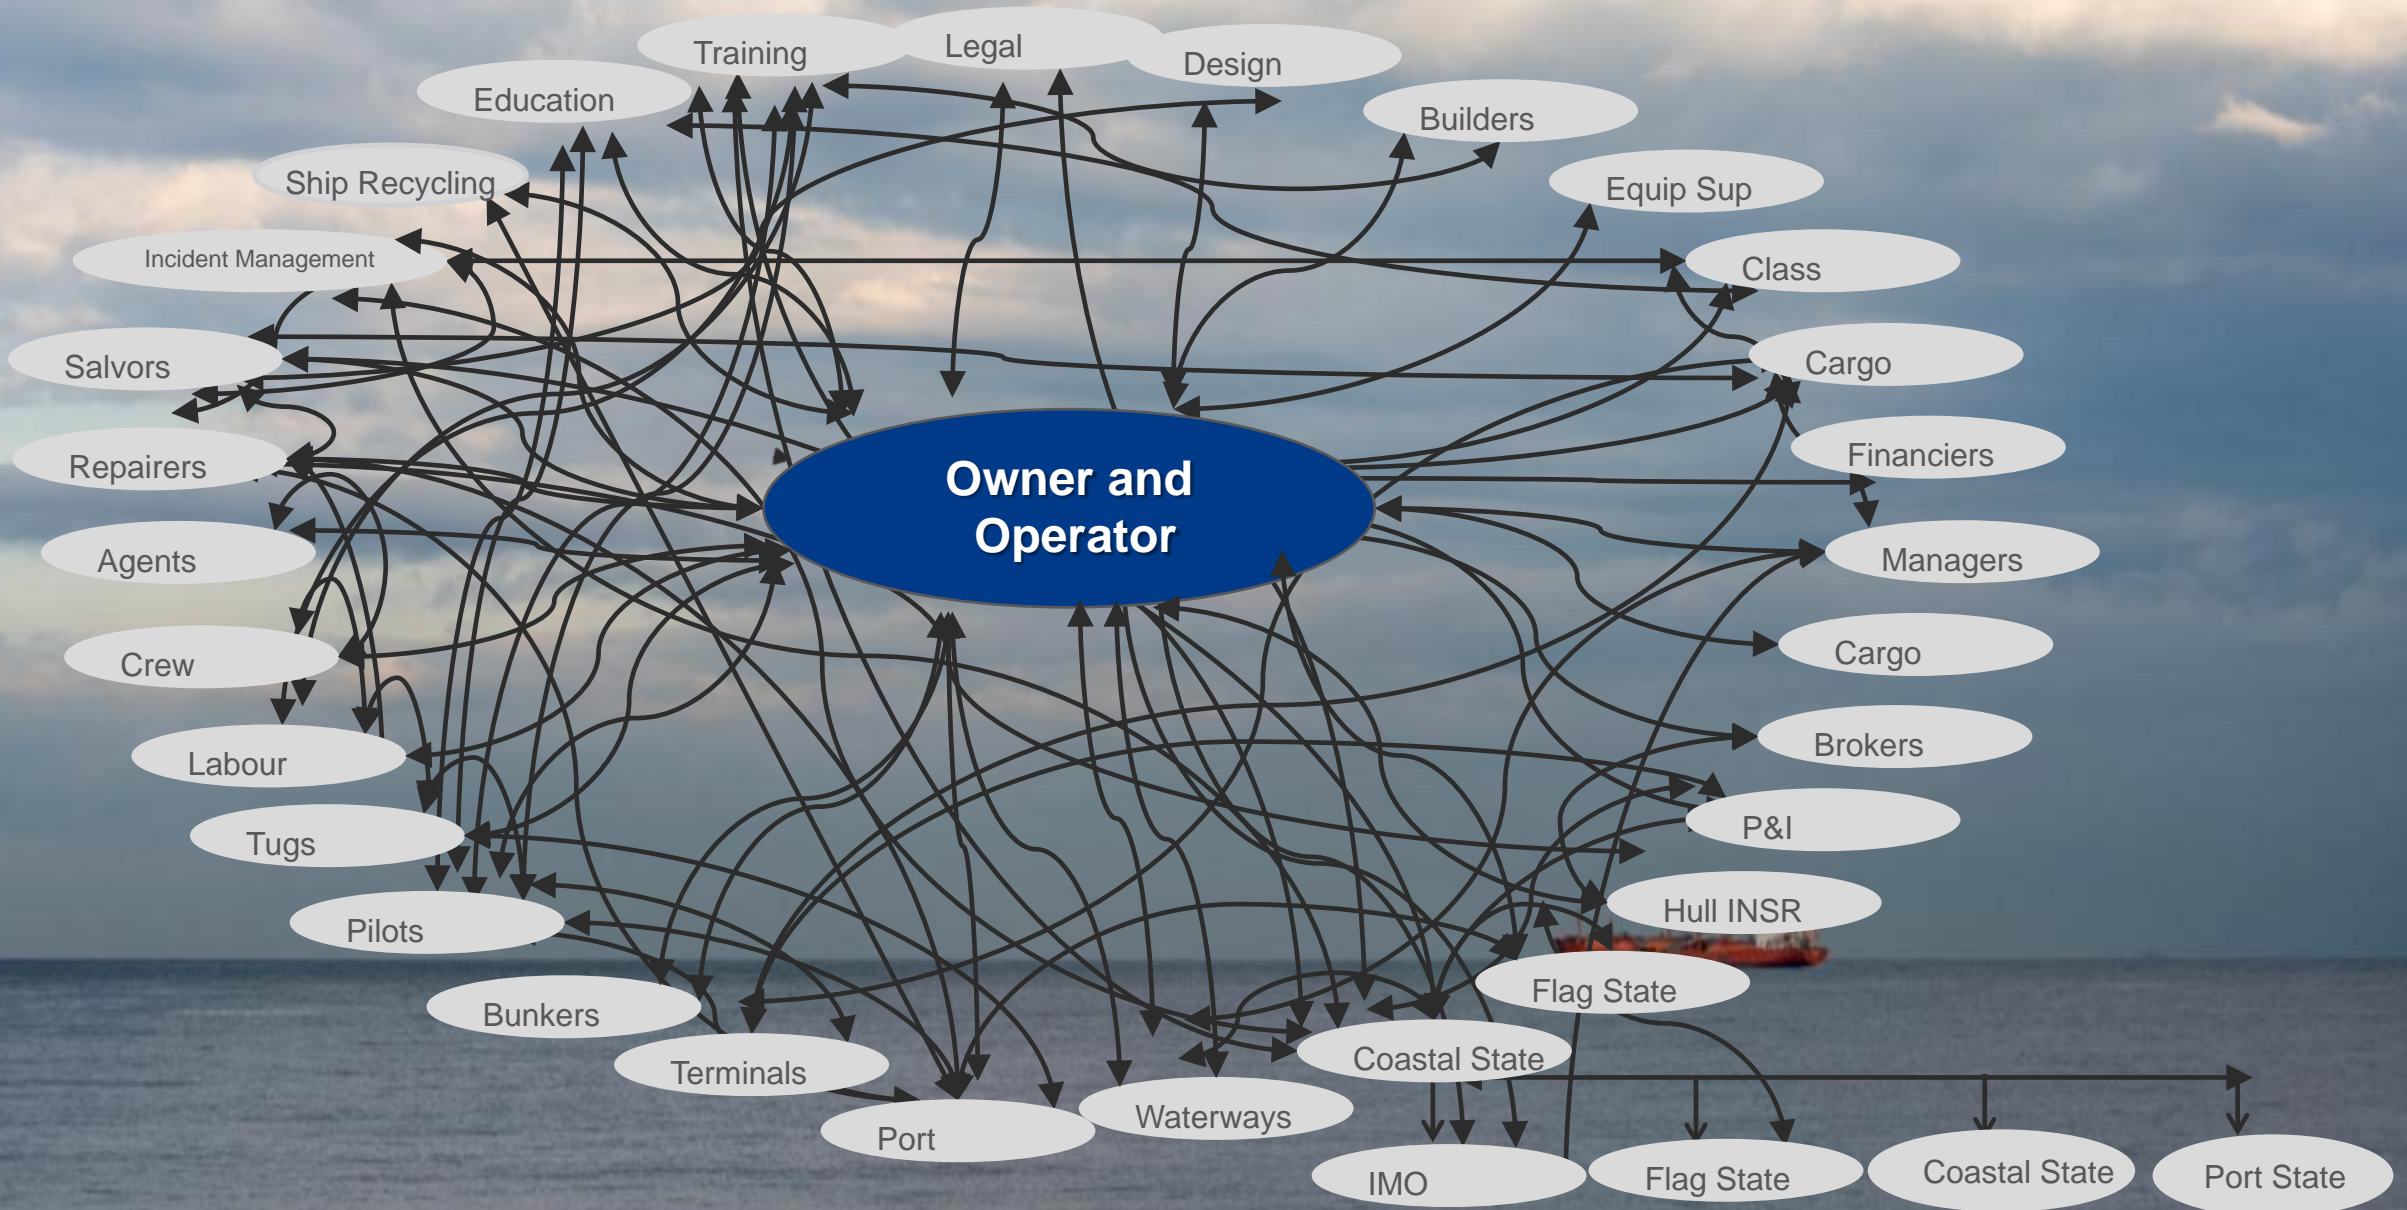 Training
Legal
Design
Education
Builders
Ship Recycling
Equip Sup
Incident Management
Class
Salvors
Cargo
Repairers
Owner and
Operator
Financiers
Agents
Managers
Crew
Cargo
Labour
Brokers
Tugs
P&I
Pilots
Hull INSR
Bunkers
Flag State
Terminals
Coastal State
Port
Waterways
IMO
Flag State
Coastal State
Port State